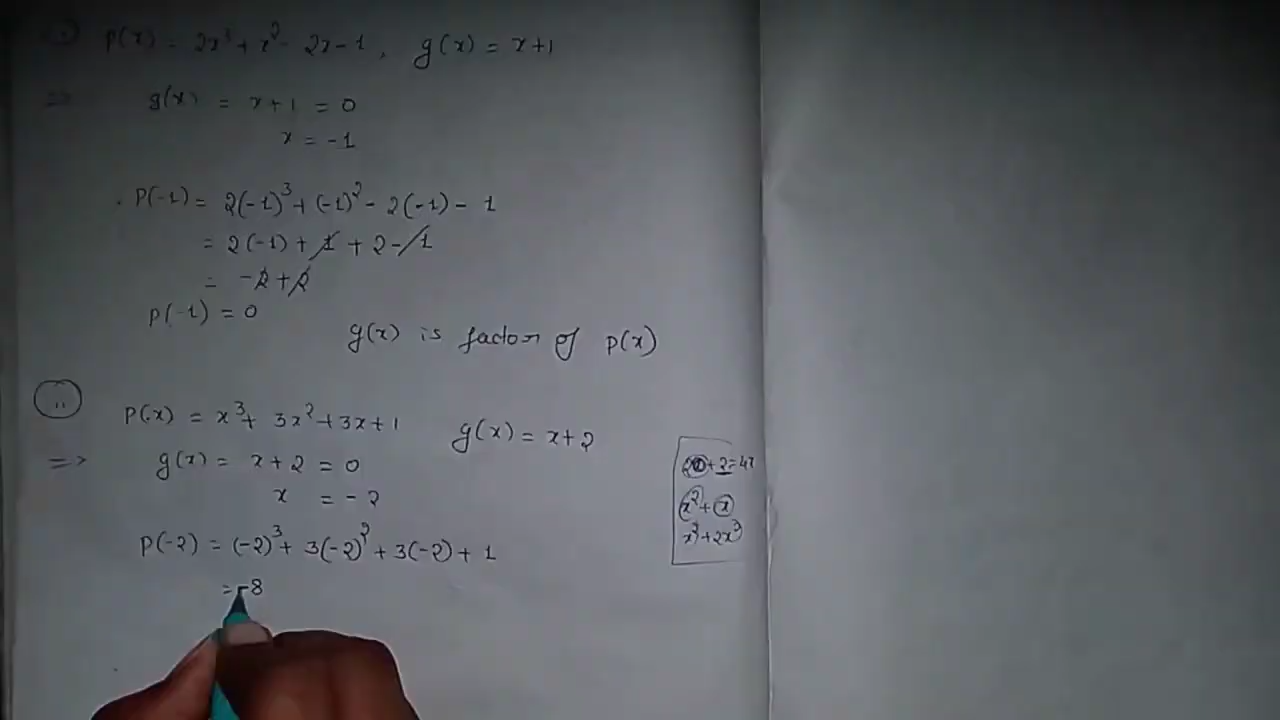 p(x) = 2x³ + x² - 2x - 1, g(x) = x+1
=> g(x) = x + 1 = 0
x = -1
P(-1) = 2(-1)³ + (-1)² - 2(-1) - 1
= 2(-1) + 1 + 2 - 1
= -2 + 2
p(-1) = 0
g(x) is factor of p(x)
ii
P(x) = x³ + 3x² + 3x + 1 g(x) = x + 2
=> g(x) = x + 2 = 0
x = -2
P(-2) = (-2)³ + 3(-2)² + 3(-2) + 1
= -8
x² + x